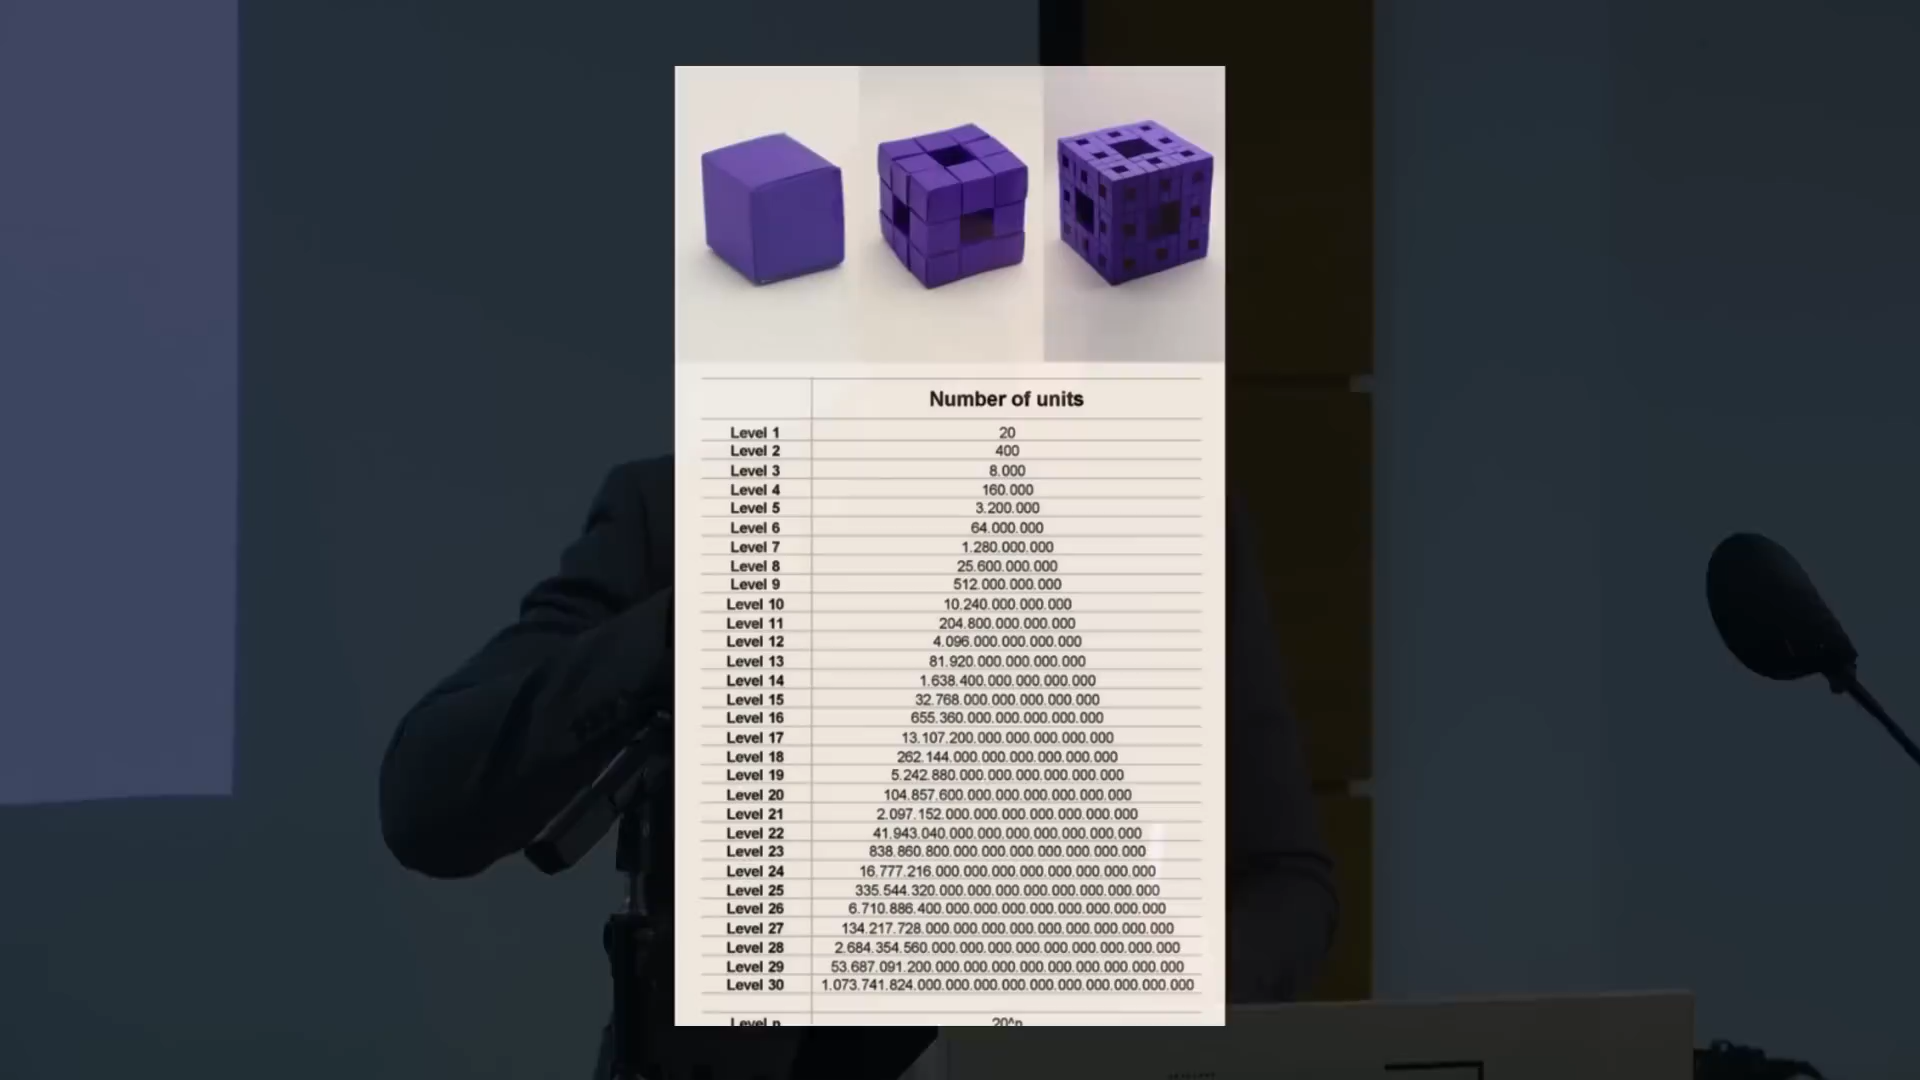 Number of units
Level 1 20
Level 2 400
Level 3 8.000
Level 4 160.000
Level 5 3.200.000
Level 6 64.000.000
Level 7 1.280.000.000
Level 8 25.600.000.000
Level 9 512.000.000.000
Level 10 10.240.000.000.000
Level 11 204.800.000.000.000
Level 12 4.096.000.000.000.000
Level 13 81.920.000.000.000.000
Level 14 1.638.400.000.000.000.000
Level 15 32.768.000.000.000.000.000
Level 16 655.360.000.000.000.000.000
Level 17 13.107.200.000.000.000.000.000
Level 18 262.144.000.000.000.000.000.000
Level 19 5.242.880.000.000.000.000.000.000
Level 20 104.857.600.000.000.000.000.000.000
Level 21 2.097.152.000.000.000.000.000.000.000
Level 22 41.943.040.000.000.000.000.000.000.000
Level 23 838.860.800.000.000.000.000.000.000.000
Level 24 16.777.216.000.000.000.000.000.000.000.000
Level 25 335.544.320.000.000.000.000.000.000.000.000
Level 26 6.710.886.400.000.000.000.000.000.000.000.000
Level 27 134.217.728.000.000.000.000.000.000.000.000.000
Level 28 2.684.354.560.000.000.000.000.000.000.000.000.000
Level 29 53.687.091.200.000.000.000.000.000.000.000.000.000
Level 30 1.073.741.824.000.000.000.000.000.000.000.000.000.000
Level n 20^n